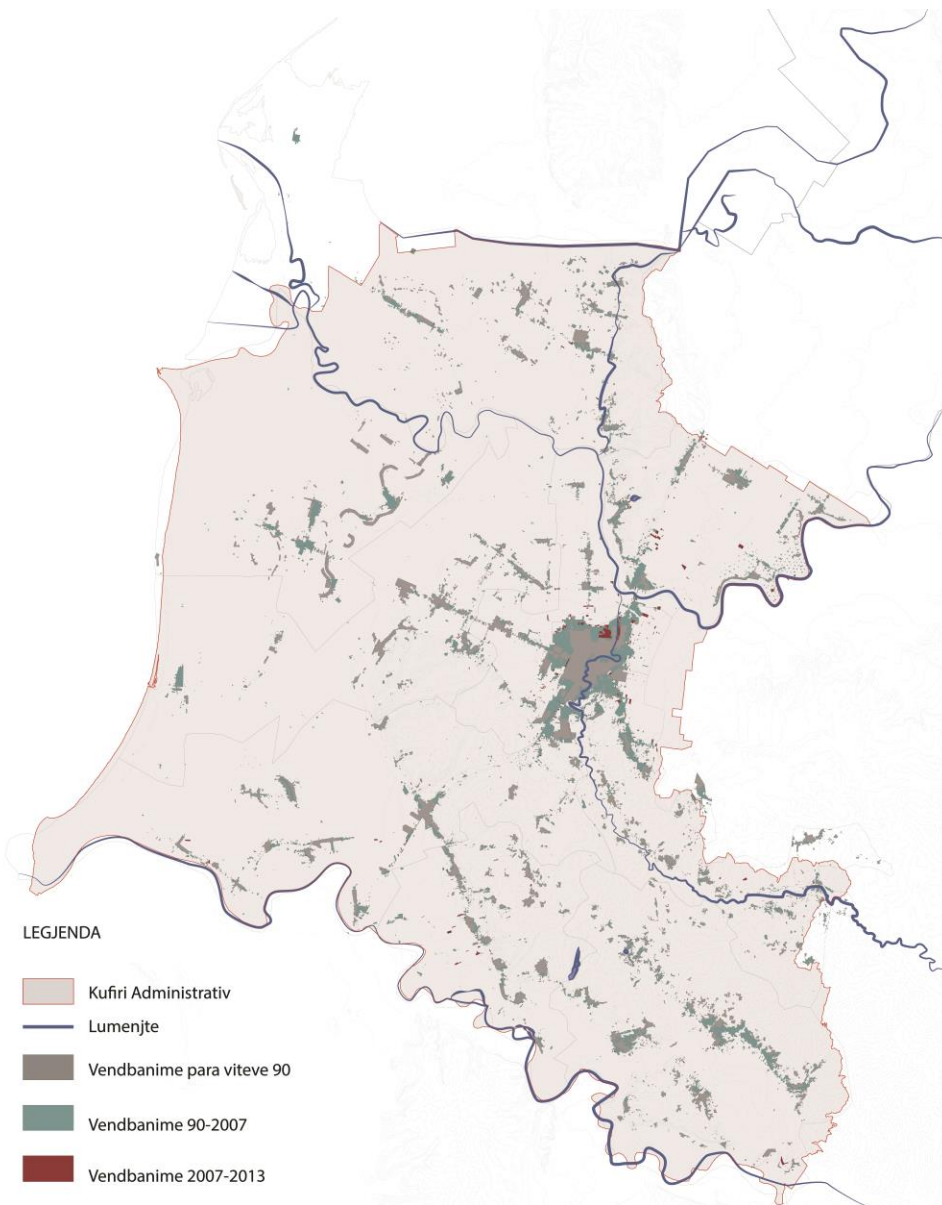 LEGJENDA
Kufiri Administrativ
Lumenjte
Vendbanime para viteve 90
Vendbanime 90-2007
Vendbanime 2007-2013